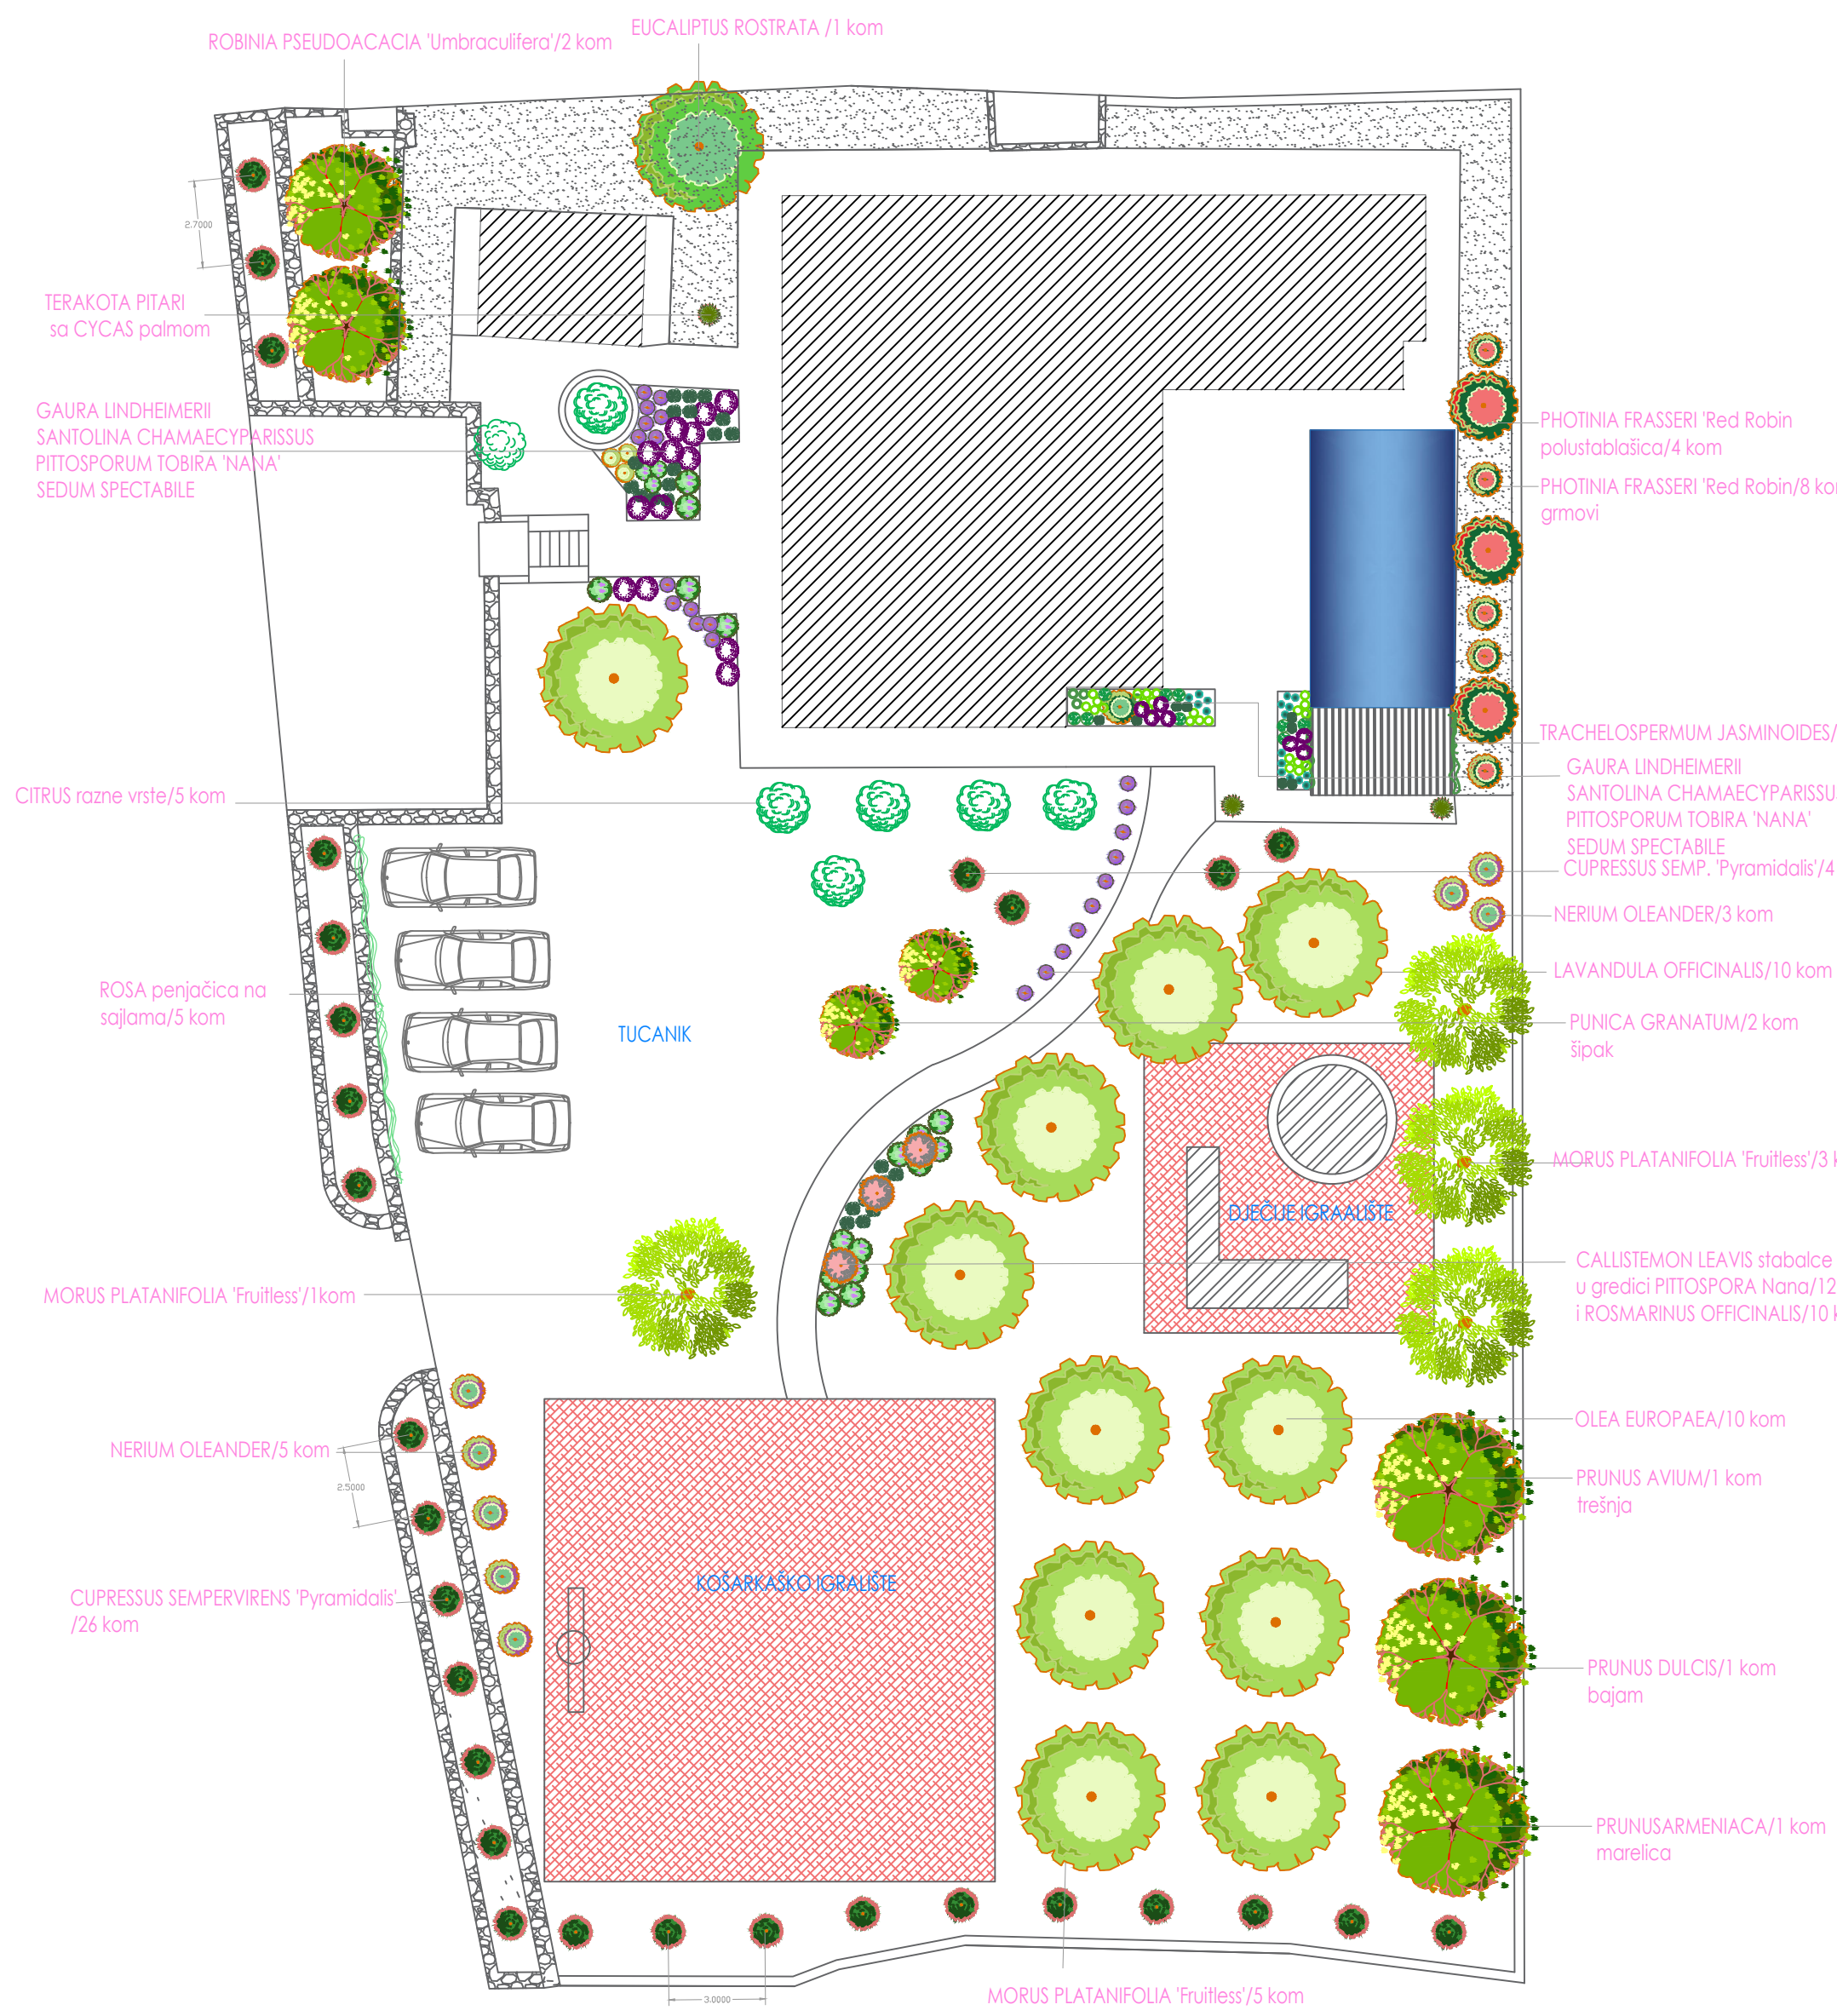 EUCALIPTUS ROSTRATA /1 kom
ROBINIA PSEUDOACACIA 'Umbraculifera'/2 kom
2.7000
TERAKOTA PITARI
sa CYCAS palmom
GAURA LINDHEIMERII
SANTOLINA CHAMAECYPARISSUS
PITTOSPORUM TOBIRA 'NANA'
SEDUM SPECTABILE
PHOTINIA FRASSERI 'Red Robin
polustablašica/4 kom
PHOTINIA FRASSERI 'Red Robin/8 kom
grmovi
TRACHELOSPERMUM JASMINOIDES/
GAURA LINDHEIMERII
SANTOLINA CHAMAECYPARISSU
PITTOSPORUM TOBIRA 'NANA'
SEDUM SPECTABILE
CITRUS razne vrste/5 kom
CUPRESSUS SEMP. 'Pyramidalis'/4
NERIUM OLEANDER/3 kom
LAVANDULA OFFICINALIS/10 kom
ROSA penjačica na
sajlama/5 kom
TUCANIK
PUNICA GRANATUM/2 kom
šipak
MORUS PLATANIFOLIA 'Fruitless'/3 k
DJEČIJE IGRAALIŠTE
CALLISTEMON LEAVIS stabalce
u gredici PITTOSPORA Nana/12
i ROSMARINUS OFFICINALIS/10 k
MORUS PLATANIFOLIA 'Fruitless'/1kom
OLEA EUROPAEA/10 kom
NERIUM OLEANDER/5 kom
2.5000
PRUNUS AVIUM/1 kom
trešnja
KOŠARKAŠKO IGRALIŠTE
CUPRESSUS SEMPERVIRENS 'Pyramidalis'
/26 kom
PRUNUS DULCIS/1 kom
bajam
PRUNUSARMENIACA/1 kom
marelica
3.0000
MORUS PLATANIFOLIA 'Fruitless'/5 kom